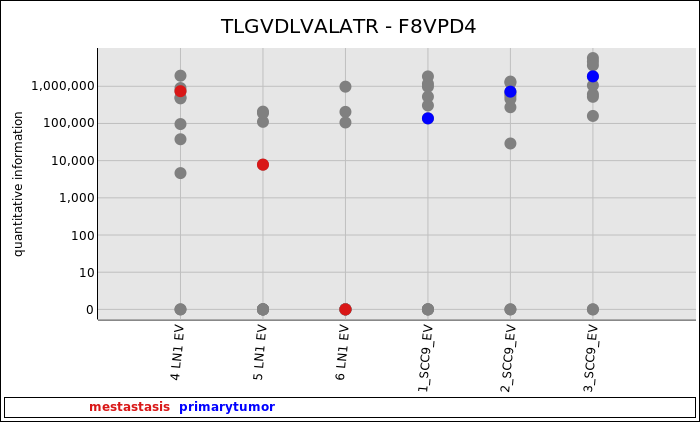 TLGVDLVALATR - F8VPD4
quantitative information
1,000,000
100,000
10,000
1,000
100
10
0
4 LN1 EV
5 LN1 EV
6 LN1 EV
1_SCC9_EV
2_SCC9_EV
3_SCC9_EV
mestastasis primarytumor